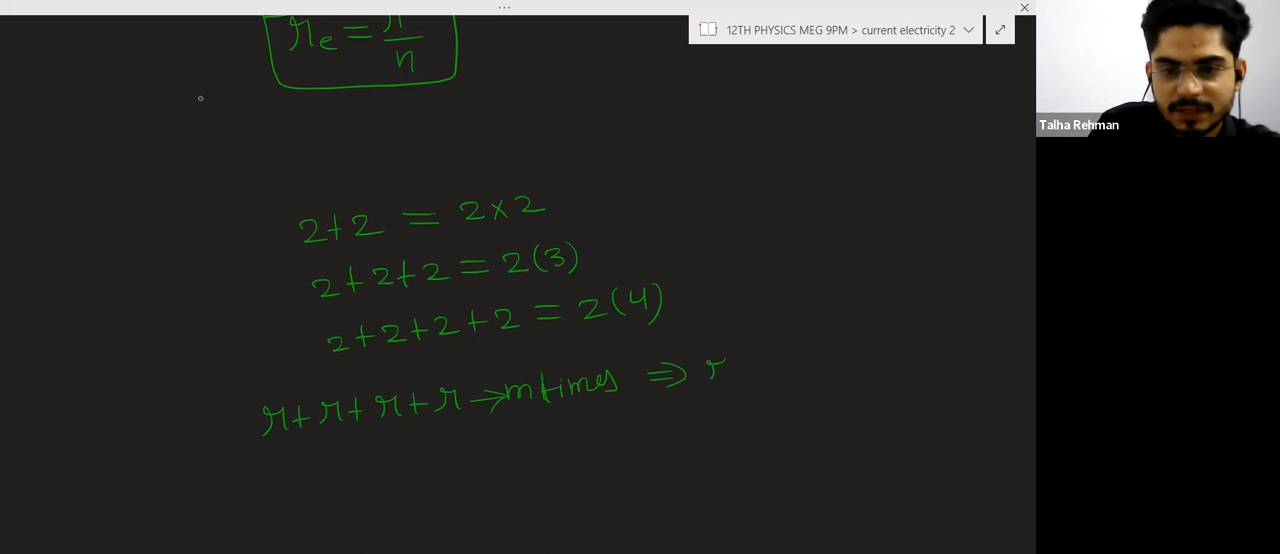 12TH PHYSICS MEG 9PM > current electricity 2
r_e = r/n
2+2 = 2×2
2+2+2 = 2(3)
2+2+2+2 = 2(4)
r+r+r+r → m times ⇒ r
Talha Rehman